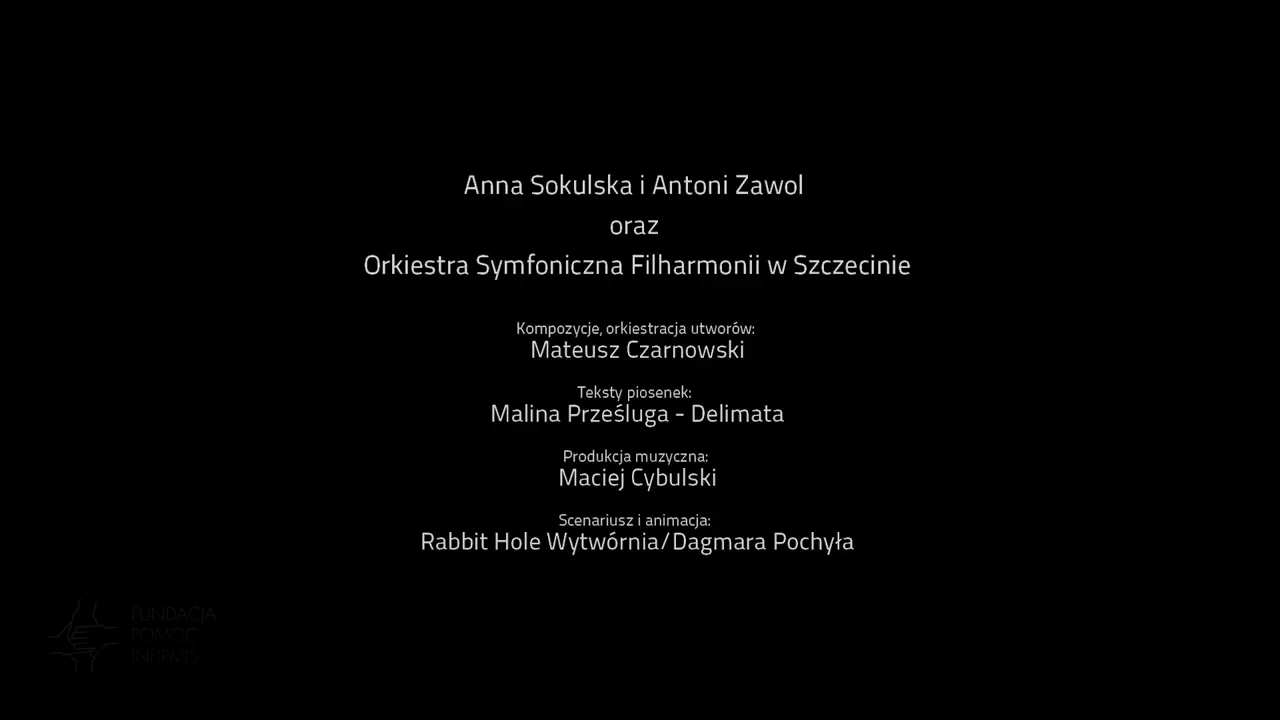 Anna Sokulska i Antoni Zawol
oraz
Orkiestra Symfoniczna Filharmonii w Szczecinie
Kompozycje, orkiestracja utworów:
Mateusz Czarnowski
Teksty piosenek:
Malina Prześluga - Delimata
Produkcja muzyczna:
Maciej Cybulski
Scenariusz i animacja:
Rabbit Hole Wytwórnia/Dagmara Pochyła
FUNDACJA
POMOC
INFIRMIS